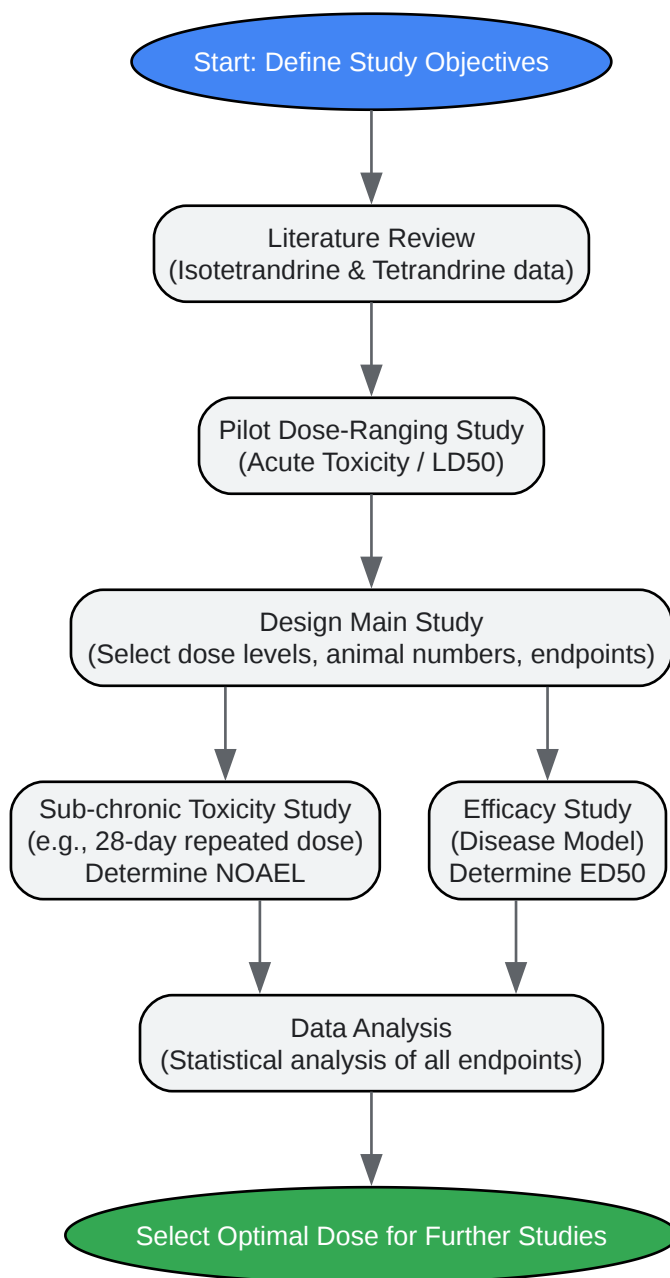 Start: Define Study Objectives
Literature Review
(Isotetrandrine & Tetrandrine data)
Pilot Dose-Ranging Study
(Acute Toxicity / LD50)
Design Main Study
(Select dose levels, animal numbers, endpoints)
Sub-chronic Toxicity Study
(e.g., 28-day repeated dose)
Determine NOAEL
Efficacy Study
(Disease Model)
Determine ED50
Data Analysis
(Statistical analysis of all endpoints)
Select Optimal Dose for Further Studies